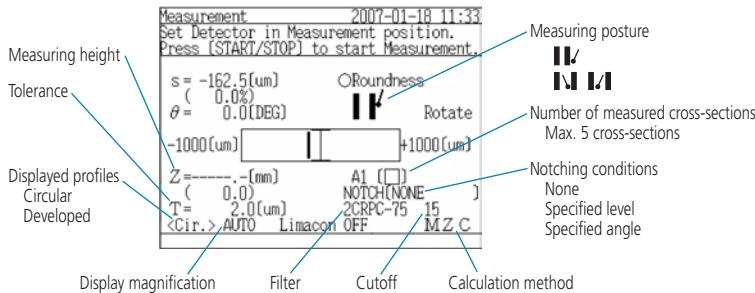 Measurement 2007-01-18 11:33
Set Detector in Measurement position.
Press [START/STOP] to start Measurement.
s = -162.5[um] ○Roundness
( 0.0%)
θ = 0.0[DEG] Rotate
-1000[um] +1000[um]
Z=-----.-[mm] A1 [□]
( 0.0) NOTCH[NONE ]
T= 2.0[um] 2CRPC-75 15
<Cir.> AUTO Limacon OFF MZC
Measuring height
Tolerance
Displayed profiles
Circular
Developed
Measuring posture
Number of measured cross-sections
Max. 5 cross-sections
Notching conditions
None
Specified level
Specified angle
Display magnification Filter Cutoff Calculation method